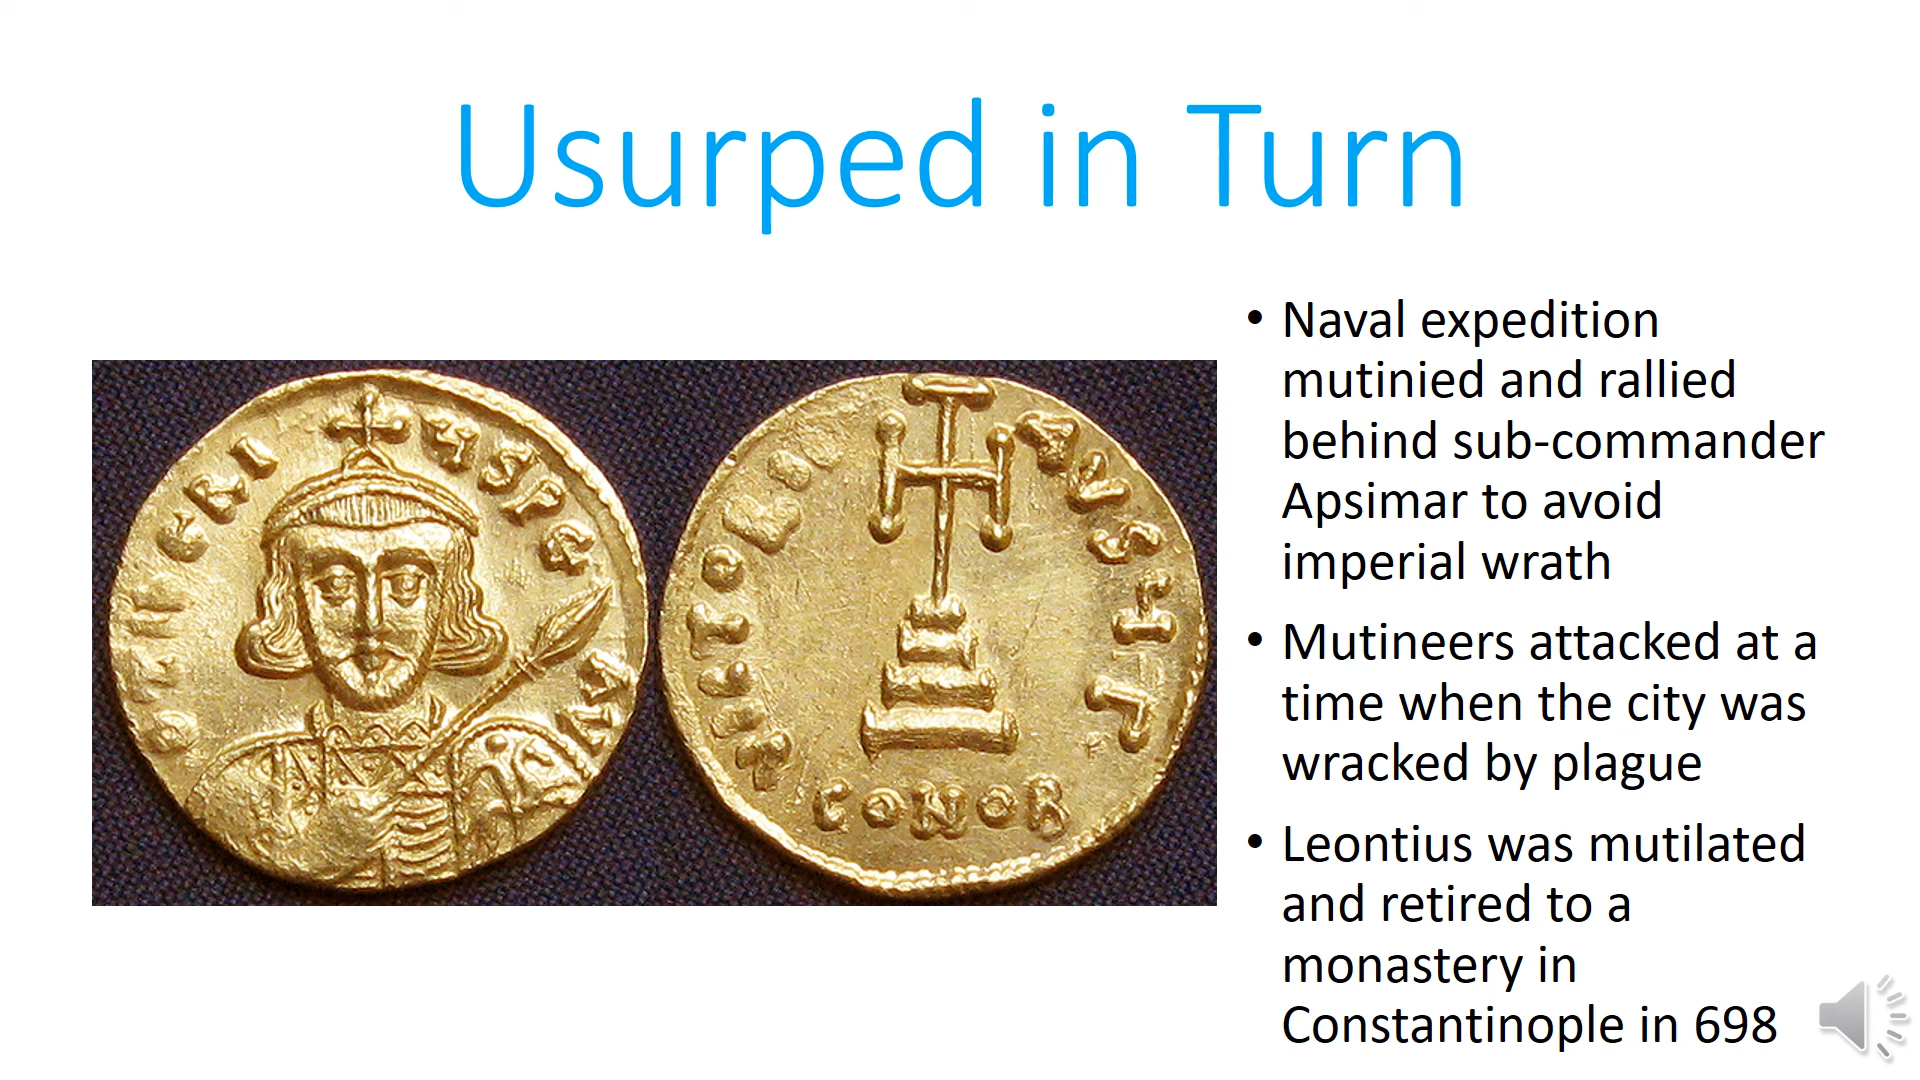 Usurped in Turn
• Naval expedition
mutinied and rallied
behind sub-commander
Apsimar to avoid
imperial wrath
• Mutineers attacked at a
time when the city was
wracked by plague
• Leontius was mutilated
and retired to a
monastery in
Constantinople in 698
CONOB